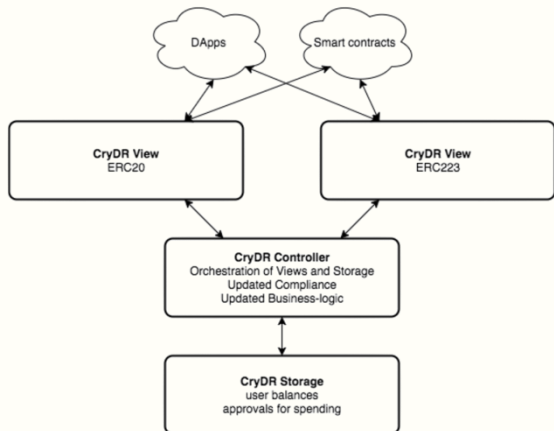 DApps
Smart contracts
CryDR View
ERC20
CryDR View
ERC223
CryDR Controller
Orchestration of Views and Storage
Updated Compliance
Updated Business-logic
CryDR Storage
user balances
approvals for spending